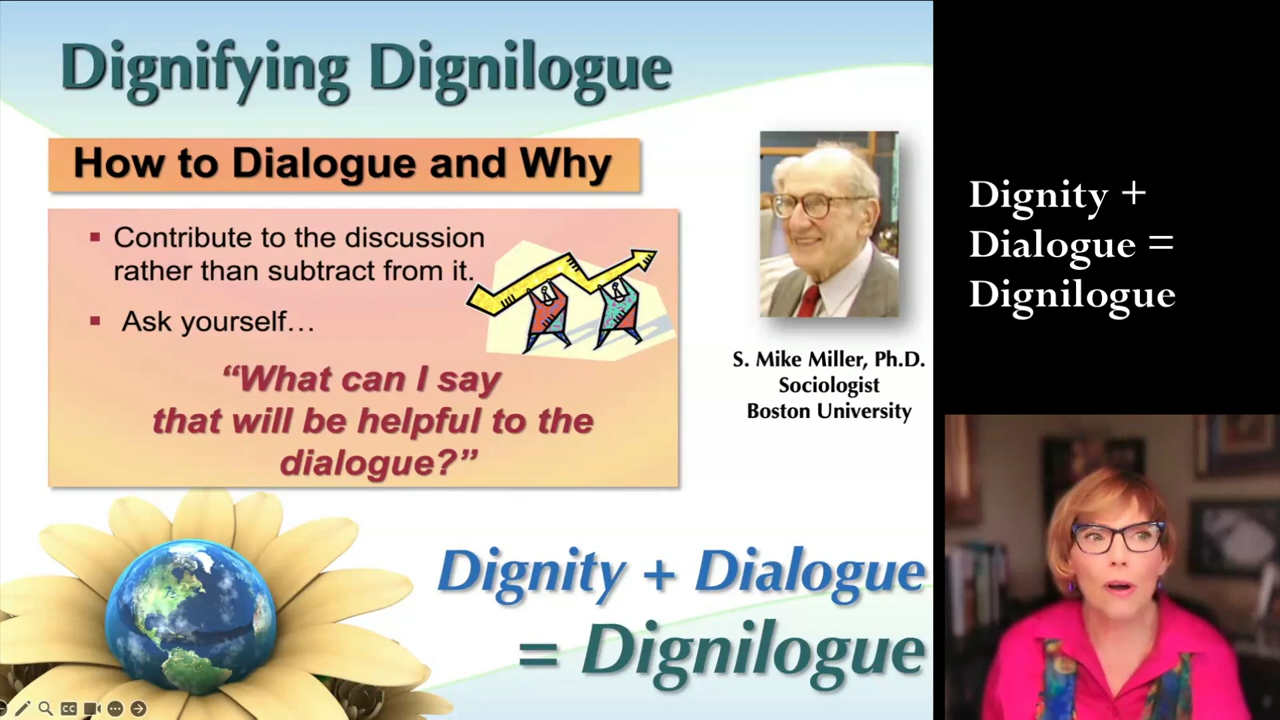 Dignifying Dignilogue
How to Dialogue and Why
Contribute to the discussion
rather than subtract from it.
Ask yourself…
“What can I say
that will be helpful to the
dialogue?”
S. Mike Miller, Ph.D.
Sociologist
Boston University
Dignity + Dialogue
= Dignilogue
CC
Dignity +
Dialogue =
Dignilogue